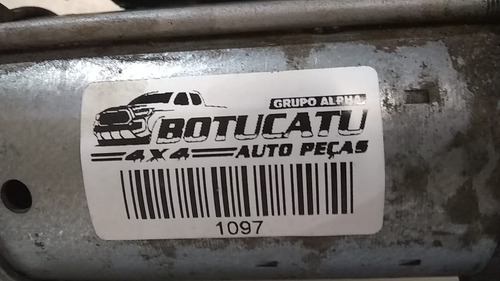 GRUPO ALPHA
BOTUCATU
4X4 AUTO PEÇAS
1097